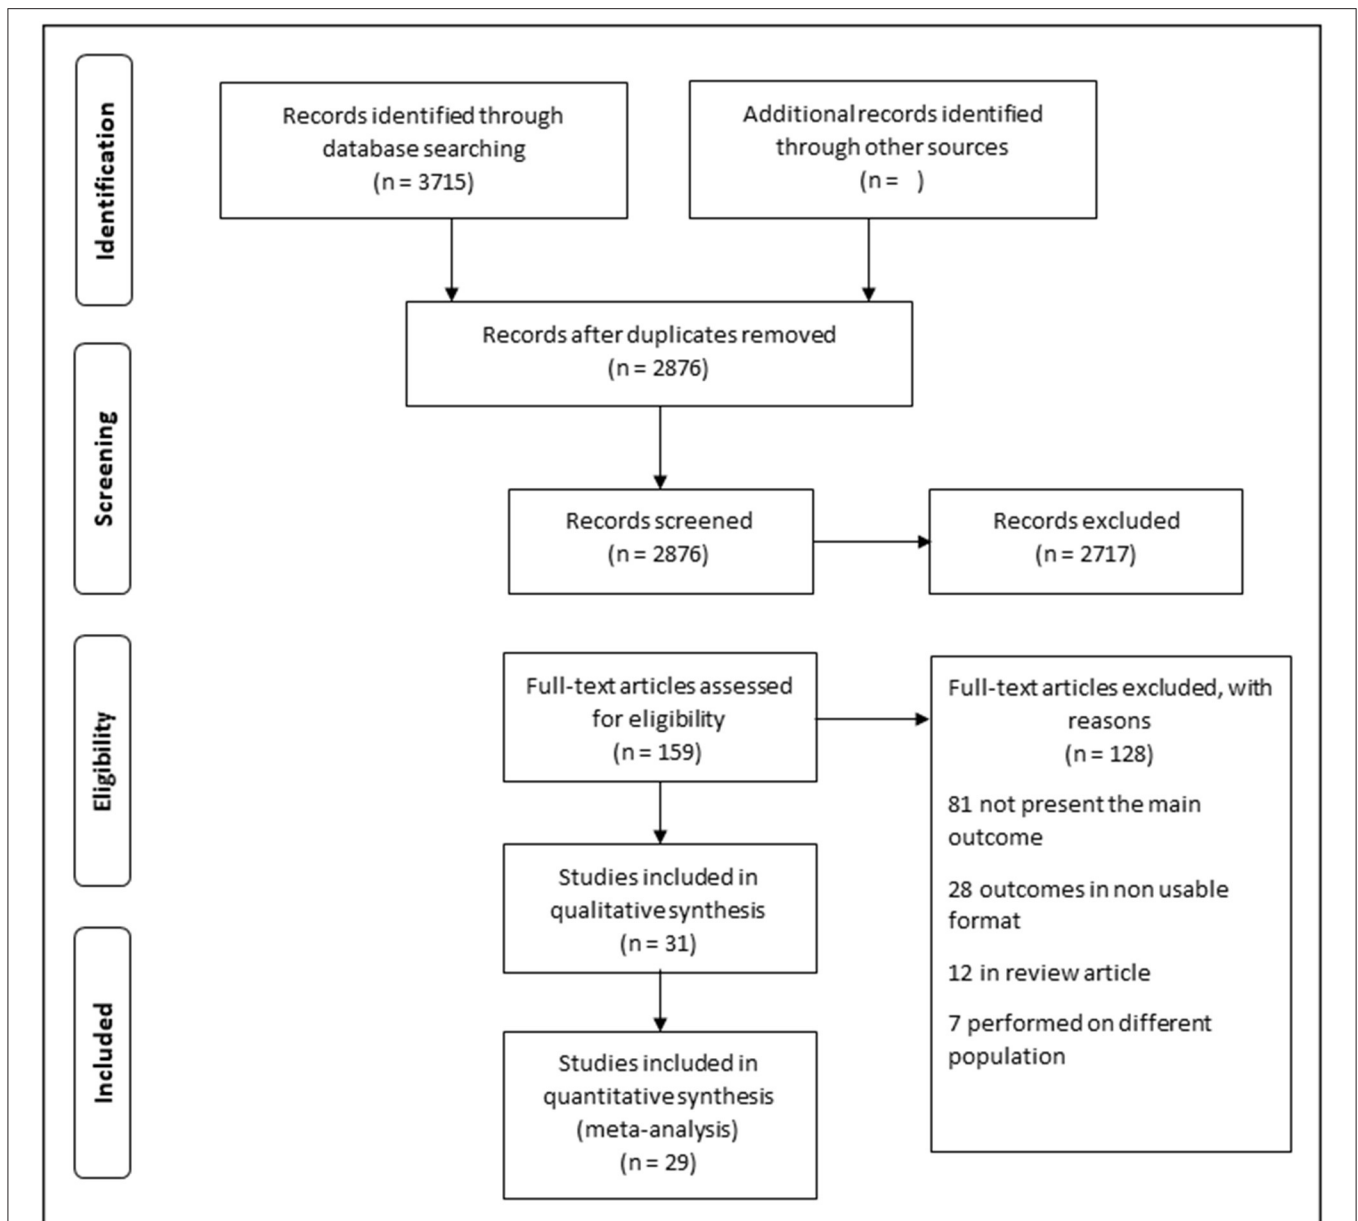 Identification
Records identified through
database searching
(n = 3715)
Additional records identified
through other sources
(n =   )
Records after duplicates removed
(n = 2876)
Screening
Records screened
(n = 2876)
Records excluded
(n = 2717)
Eligibility
Full-text articles assessed
for eligibility
(n = 159)
Full-text articles excluded, with
reasons
(n = 128)
81 not present the main
outcome
28 outcomes in non usable
format
12 in review article
7 performed on different
population
Studies included in
qualitative synthesis
(n = 31)
Included
Studies included in
quantitative synthesis
(meta-analysis)
(n = 29)